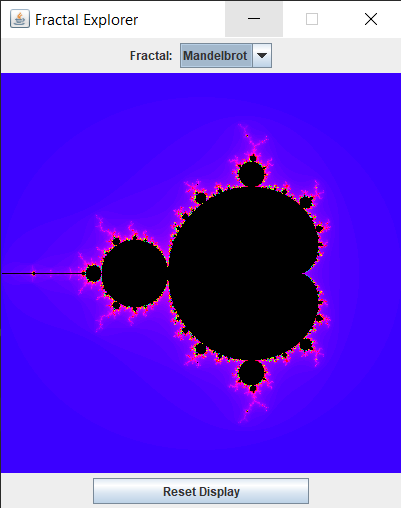 Fractal Explorer
Fractal: Mandelbrot
Reset Display